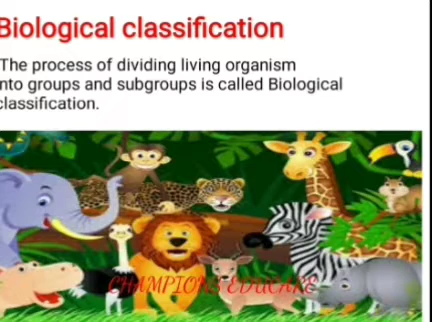 Biological classification
The process of dividing living organism
nto groups and subgroups is called Biological
classification.
CHAMPIONS EDUCARE